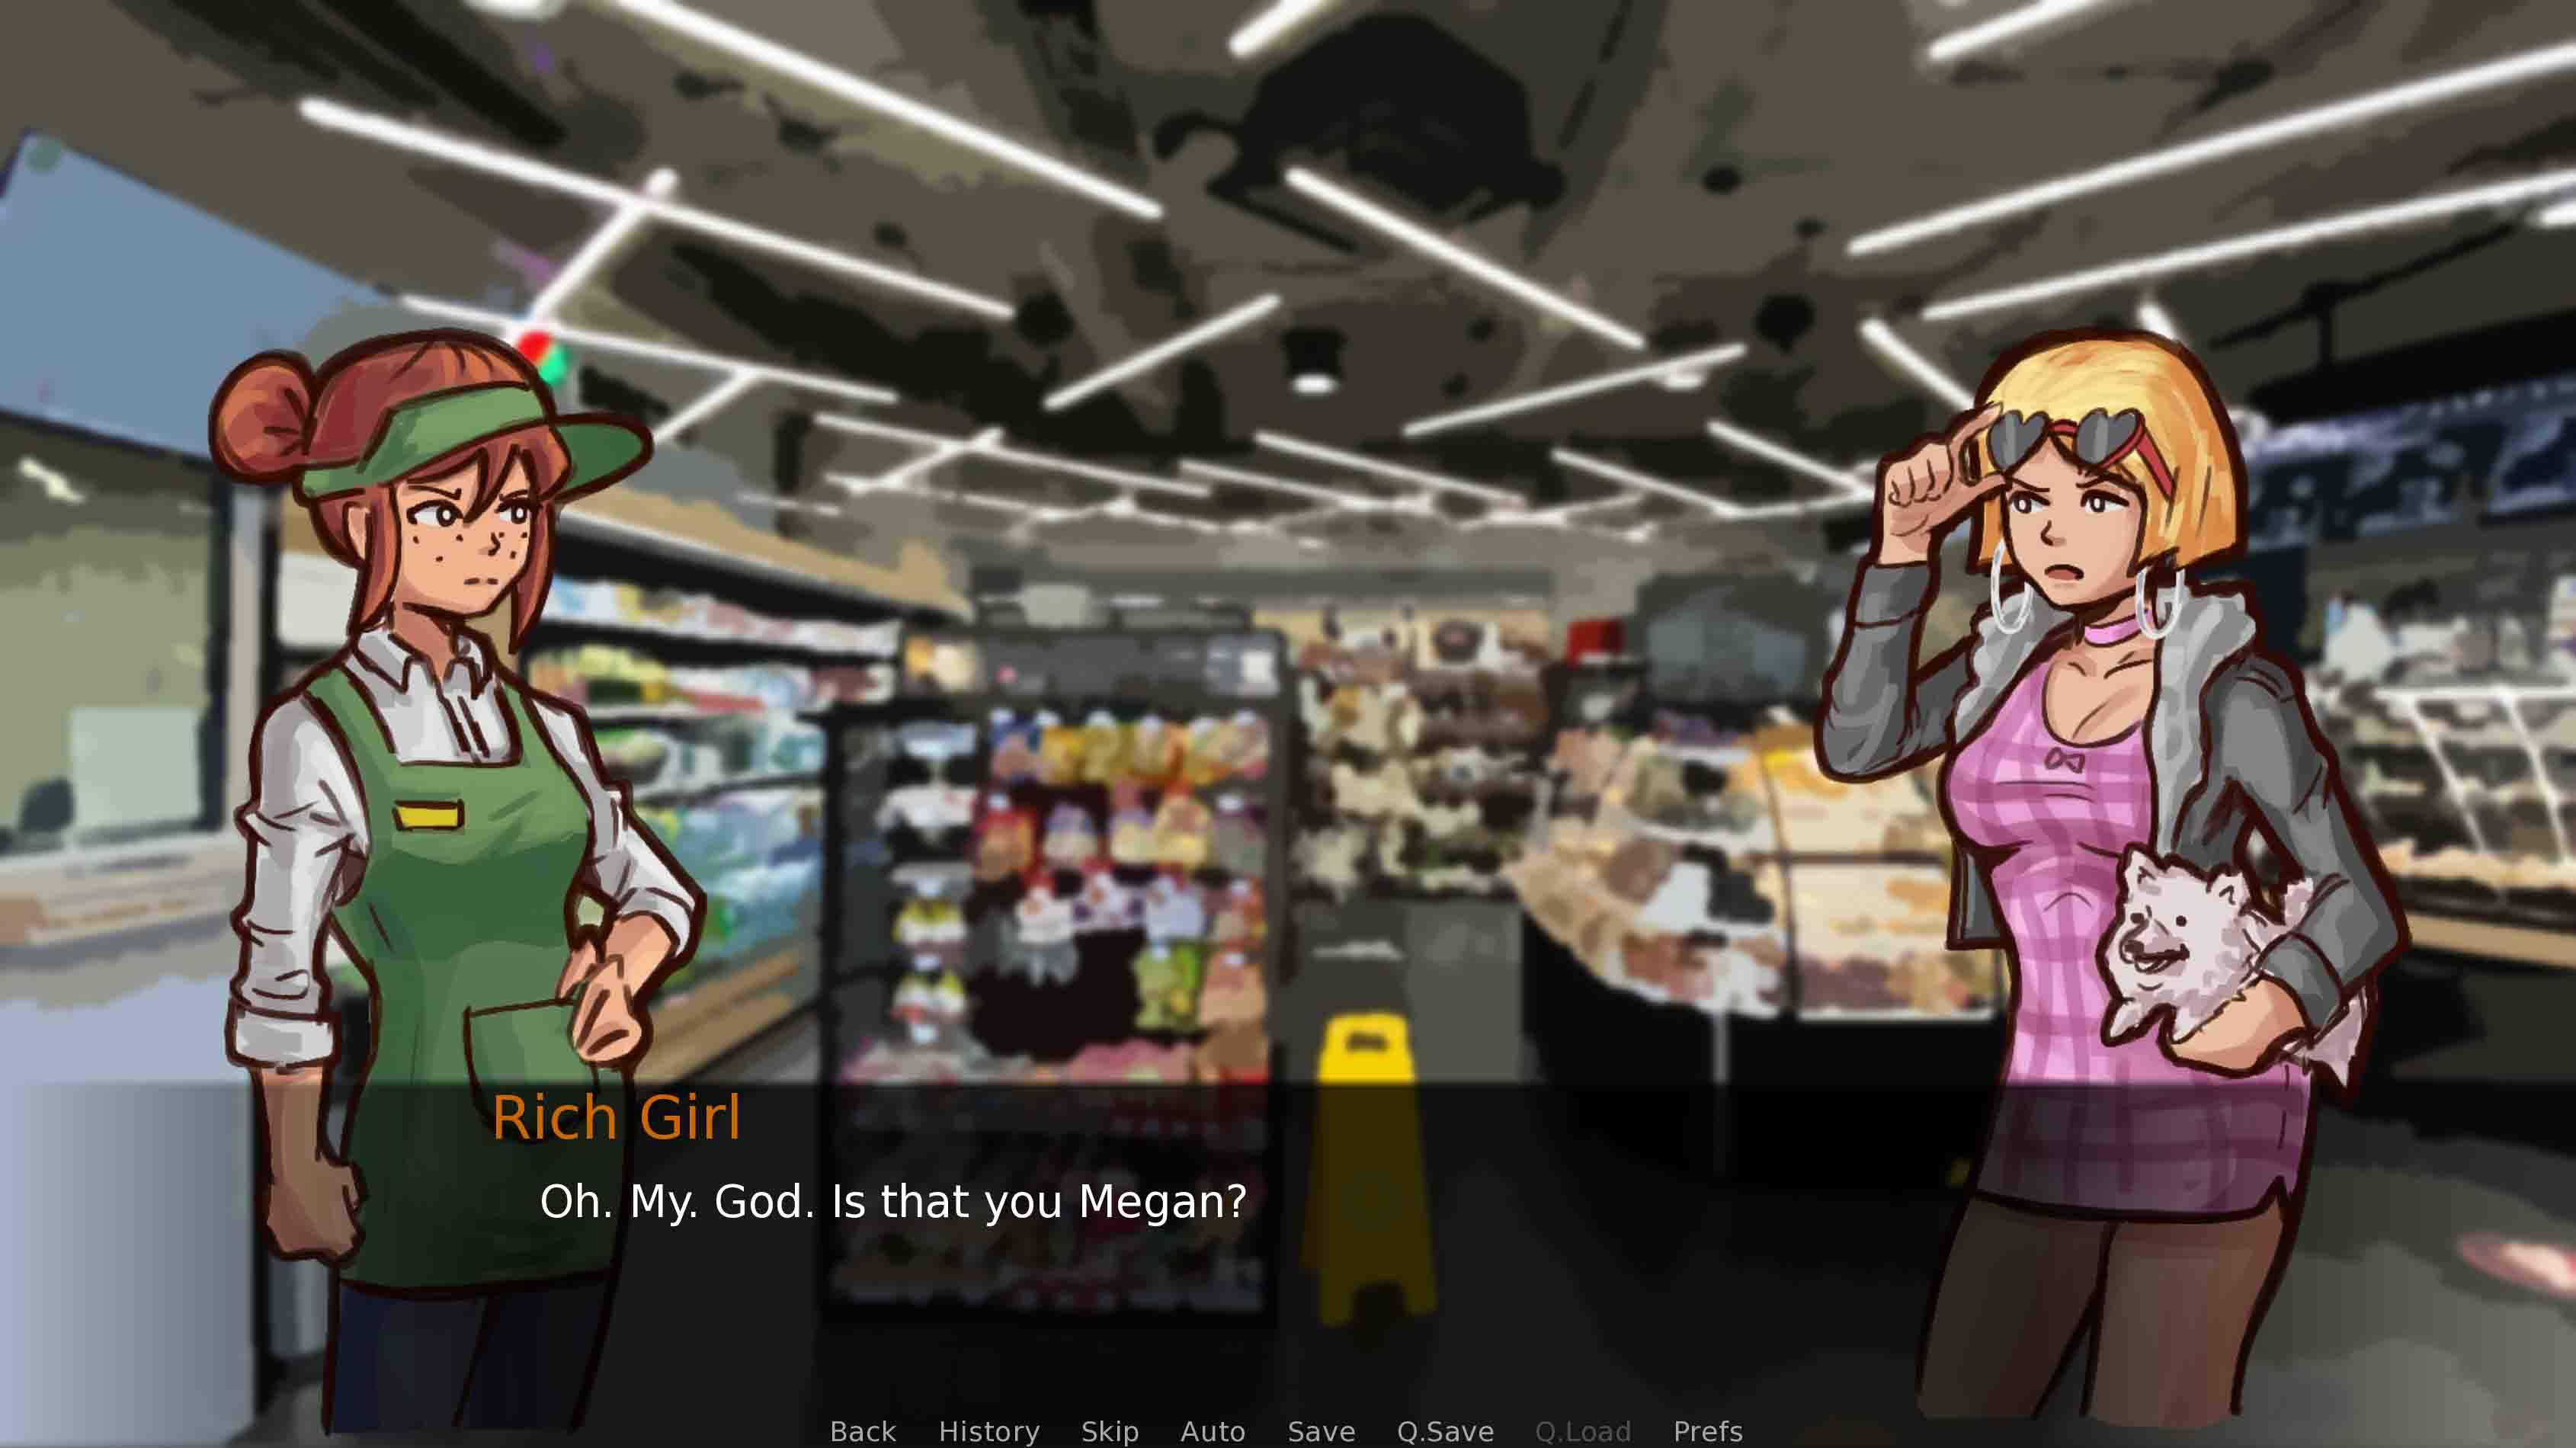 Rich Girl
Oh. My. God. Is that you Megan?
Back History Skip Auto Save Q.Save Q.Load Prefs